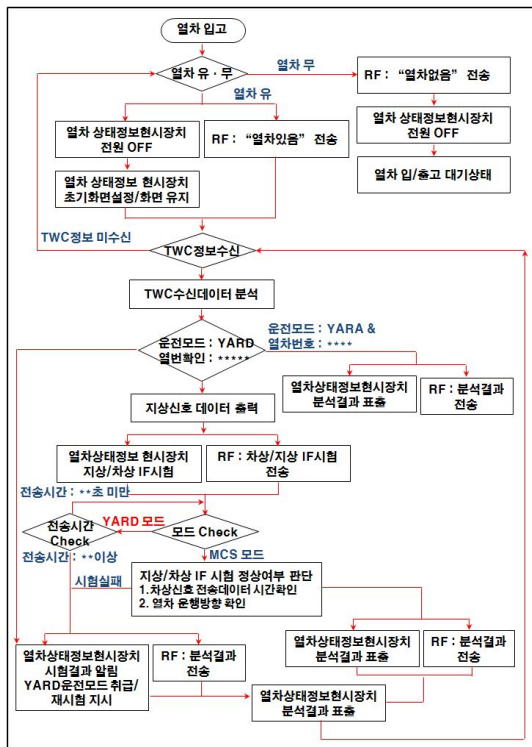 열차 입고
열차 유 · 무
열차 무
RF : “열차없음” 전송
열차 유
열차 상태정보현시장치
전원 OFF
RF : “열차있음” 전송
열차 상태정보현시장치
전원 OFF
열차 상태정보 현시장치
초기화면설정/화면 유지
열차 입/출고 대기상태
TWC정보 미수신
TWC정보수신
TWC수신데이터 분석
운전모드 : YARD
열번확인 : *****
운전모드 : YARA &
열차번호 : ****
열차상태정보현시장치
분석결과 표출
RF : 분석결과
전송
지상신호 데이터 출력
열차상태정보 현시장치
지상/차상 IF시험
RF : 차상/지상 IF시험
전송
전송시간 : **초 미만
전송시간
Check
YARD 모드
모드 Check
전송시간 : **이상
MCS 모드
시험실패
지상/차상 IF 시험 정상여부 판단
1.차상신호 전송데이터 시간확인
2. 열차 운행방향 확인
열차상태정보현시장치
분석결과 표출
RF : 분석결과
전송
열차상태정보현시장치
시험결과 알림
YARD운전모드 취급/
재시험 지시
RF : 분석결과
전송
열차상태정보현시장치
분석결과 표출